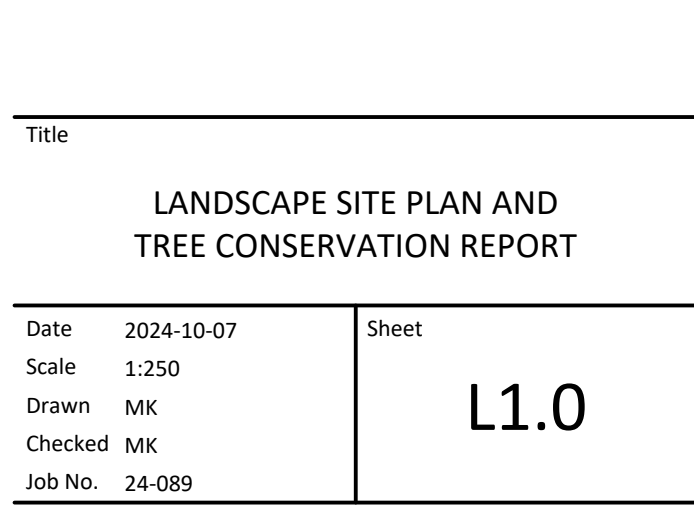 Title
LANDSCAPE SITE PLAN AND
TREE CONSERVATION REPORT
Date 2024-10-07
Scale 1:250
Drawn MK
Checked MK
Job No. 24-089
Sheet
L1.0